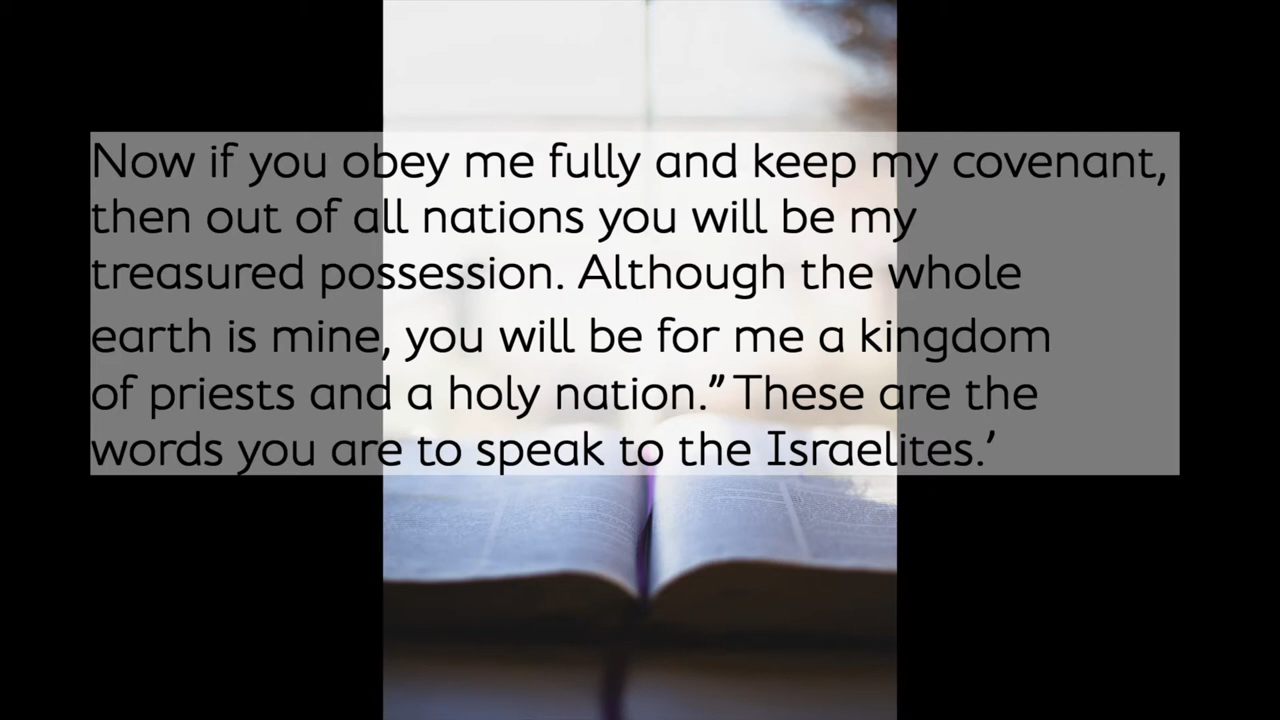 Now if you obey me fully and keep my covenant,
then out of all nations you will be my
treasured possession. Although the whole
earth is mine, you will be for me a kingdom
of priests and a holy nation.” These are the
words you are to speak to the Israelites.’